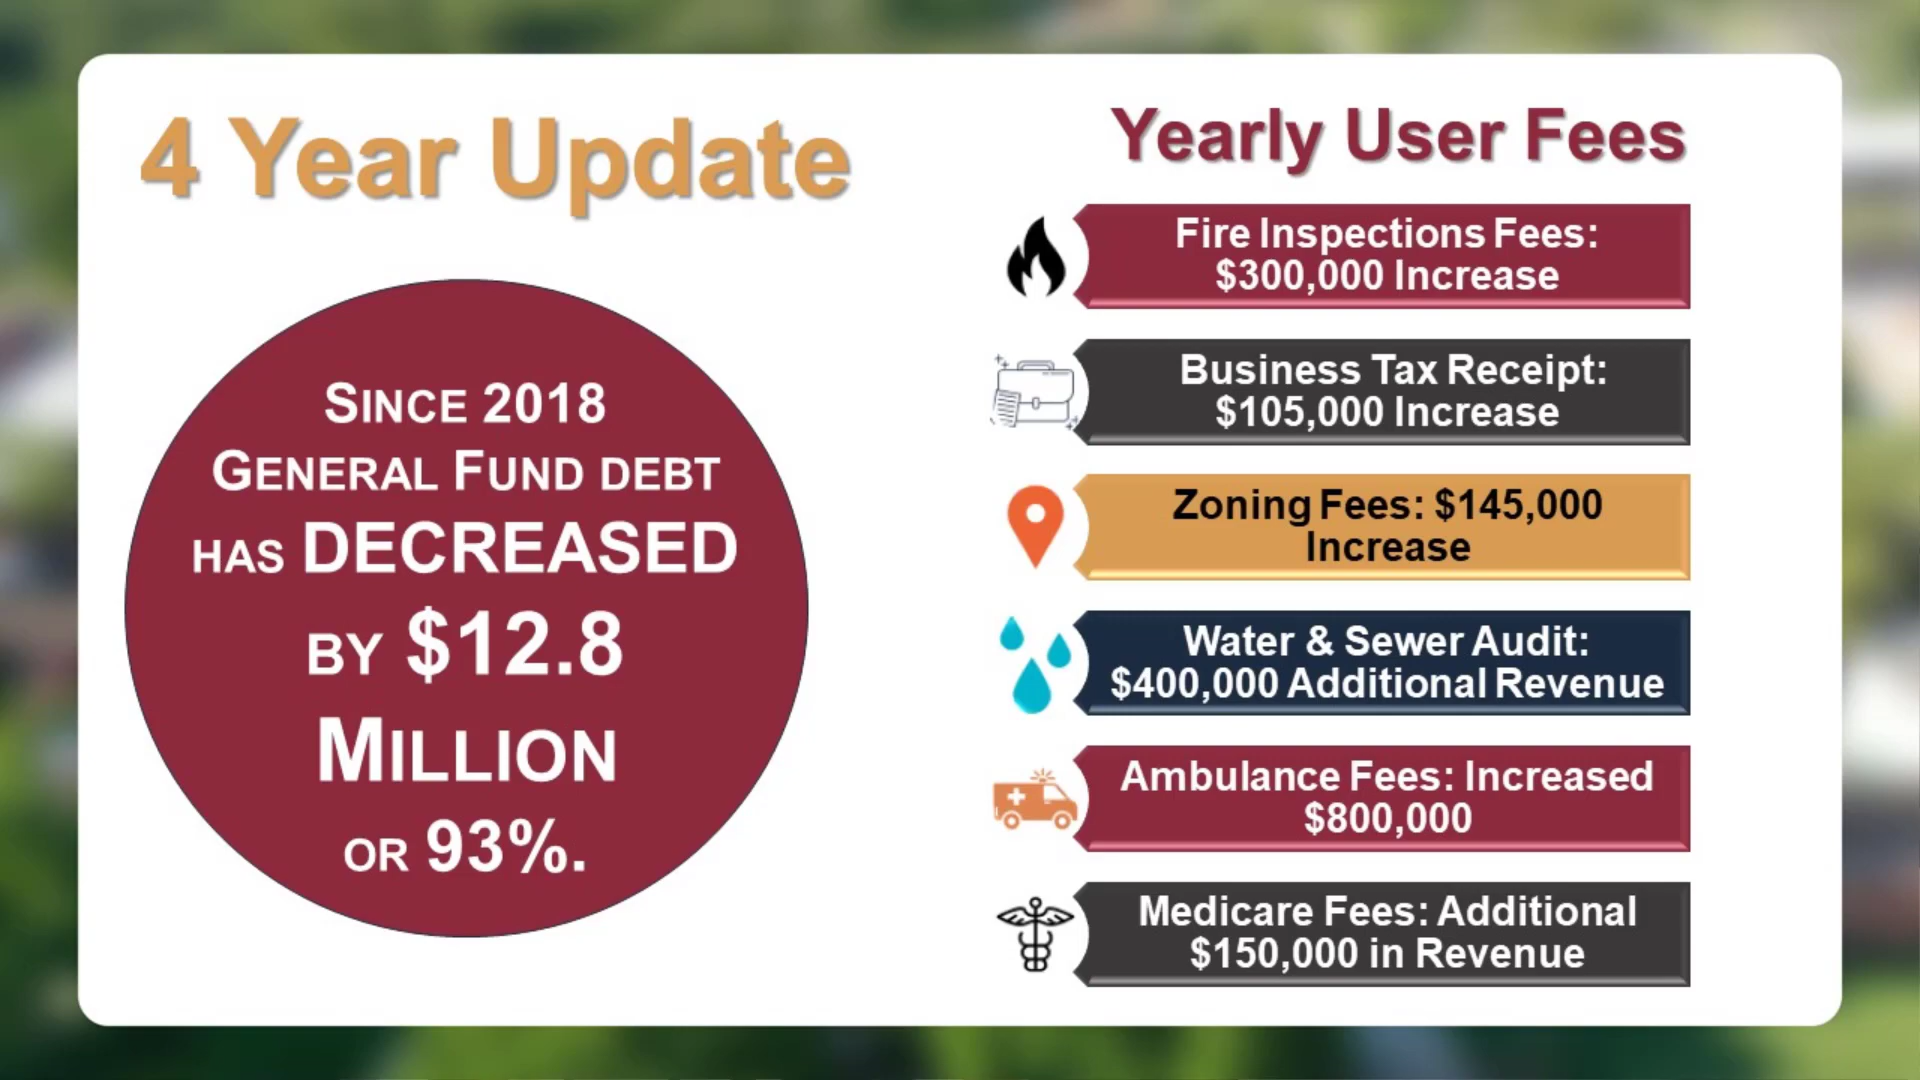 4 Year Update
SINCE 2018
GENERAL FUND DEBT
HAS DECREASED
BY $12.8
MILLION
OR 93%.
Yearly User Fees
Fire Inspections Fees:
$300,000 Increase
Business Tax Receipt:
$105,000 Increase
Zoning Fees: $145,000
Increase
Water & Sewer Audit:
$400,000 Additional Revenue
Ambulance Fees: Increased
$800,000
Medicare Fees: Additional
$150,000 in Revenue